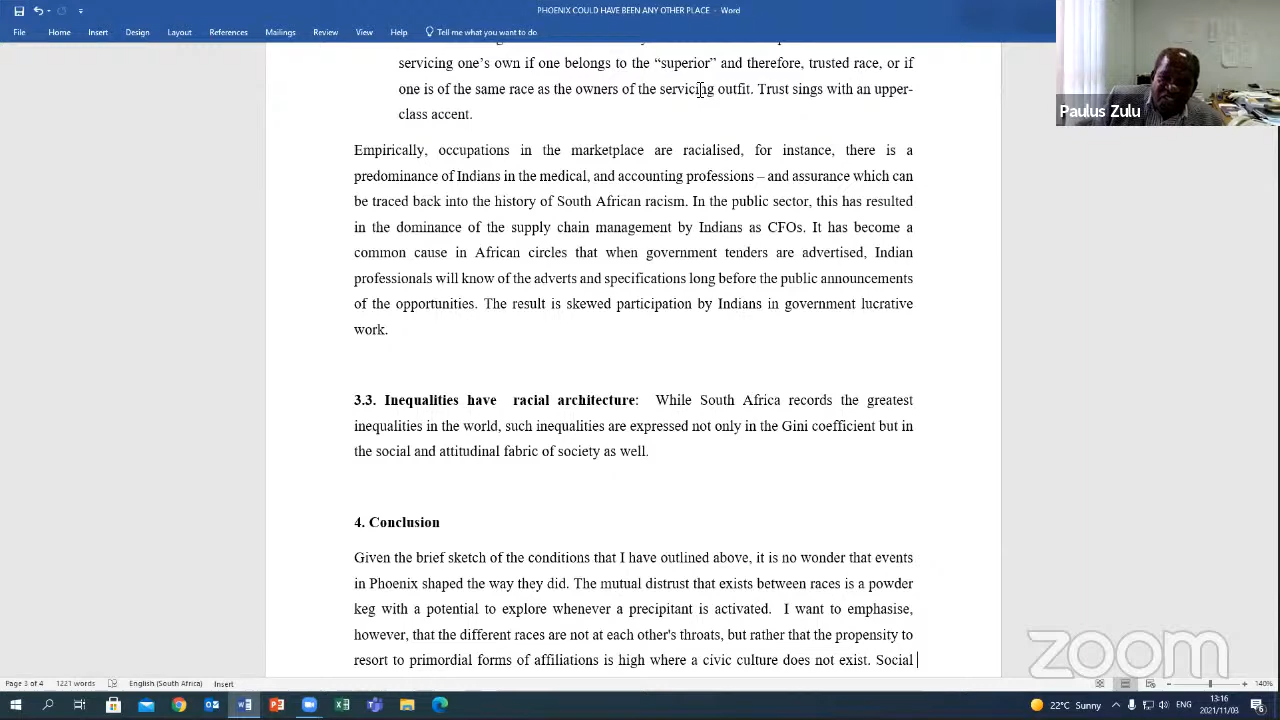 PHOENIX COULD HAVE BEEN ANY OTHER PLACE - Word
File Home Insert Design Layout References Mailings Review View Help Tell me what you want to do
servicing one's own if one belongs to the “superior” and therefore, trusted race, or if
one is of the same race as the owners of the servicing outfit. Trust sings with an upper-
class accent.
Empirically, occupations in the marketplace are racialised, for instance, there is a
predominance of Indians in the medical, and accounting professions – and assurance which can
be traced back into the history of South African racism. In the public sector, this has resulted
in the dominance of the supply chain management by Indians as CFOs. It has become a
common cause in African circles that when government tenders are advertised, Indian
professionals will know of the adverts and specifications long before the public announcements
of the opportunities. The result is skewed participation by Indians in government lucrative
work.
3.3. Inequalities have racial architecture: While South Africa records the greatest
inequalities in the world, such inequalities are expressed not only in the Gini coefficient but in
the social and attitudinal fabric of society as well.
4. Conclusion
Given the brief sketch of the conditions that I have outlined above, it is no wonder that events
in Phoenix shaped the way they did. The mutual distrust that exists between races is a powder
keg with a potential to explore whenever a precipitant is activated. I want to emphasise,
however, that the different races are not at each other's throats, but rather that the propensity to
resort to primordial forms of affiliations is high where a civic culture does not exist. Social
Paulus Zulu
zoom
Page 3 of 4 1221 words English (South Africa) Insert 140%
22°C Sunny ENG 13:16
2021/11/03